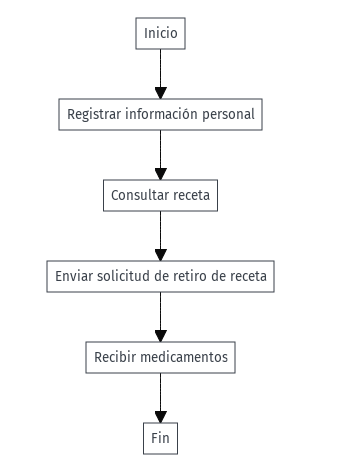 Inicio
Registrar información personal
Consultar receta
Enviar solicitud de retiro de receta
Recibir medicamentos
Fin